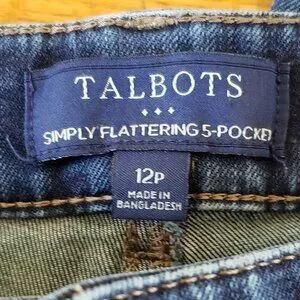 TALBOTS
SIMPLY FLATTERING 5-POCKET
12P
MADE IN
BANGLADESH